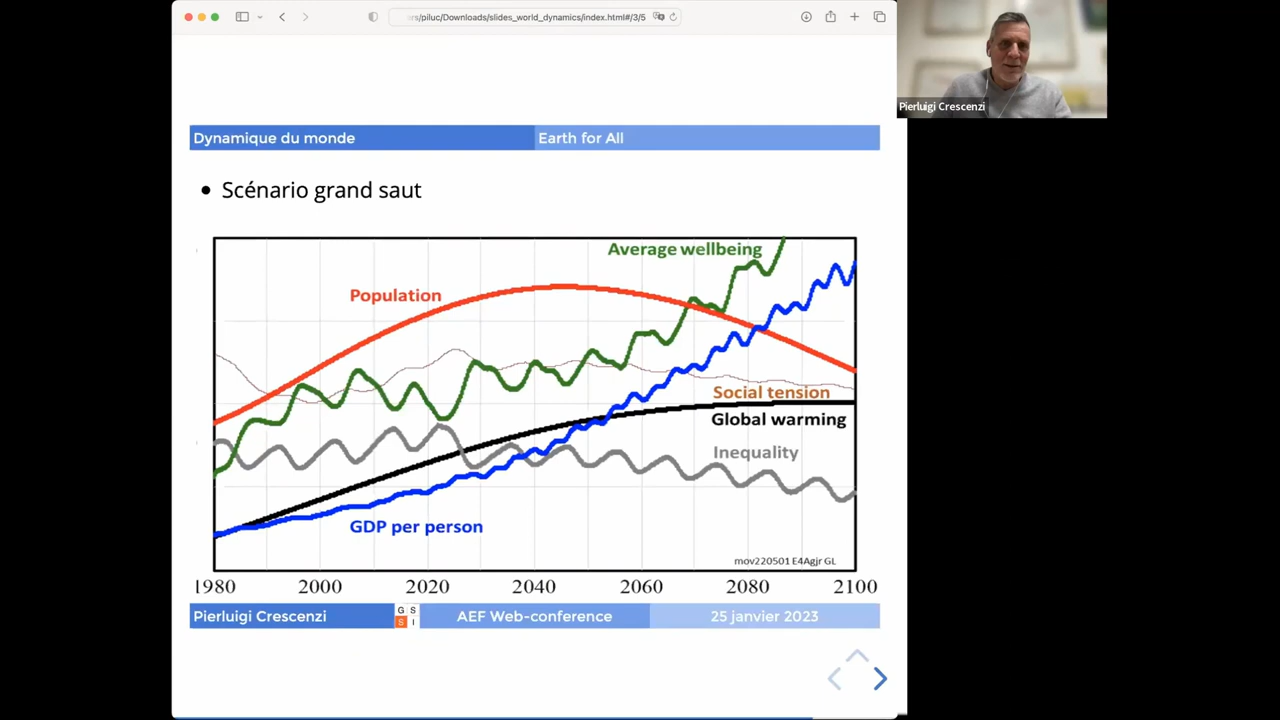 ers/piluc/Downloads/slides_world_dynamics/index.html#/3/5
Pierluigi Crescenzi
Dynamique du monde
Earth for All
• Scénario grand saut
Average wellbeing
Population
Social tension
Global warming
Inequality
GDP per person
mov220501 E4Agjr GL
1980 2000 2020 2040 2060 2080 2100
Pierluigi Crescenzi
G S
S I
AEF Web-conference
25 janvier 2023